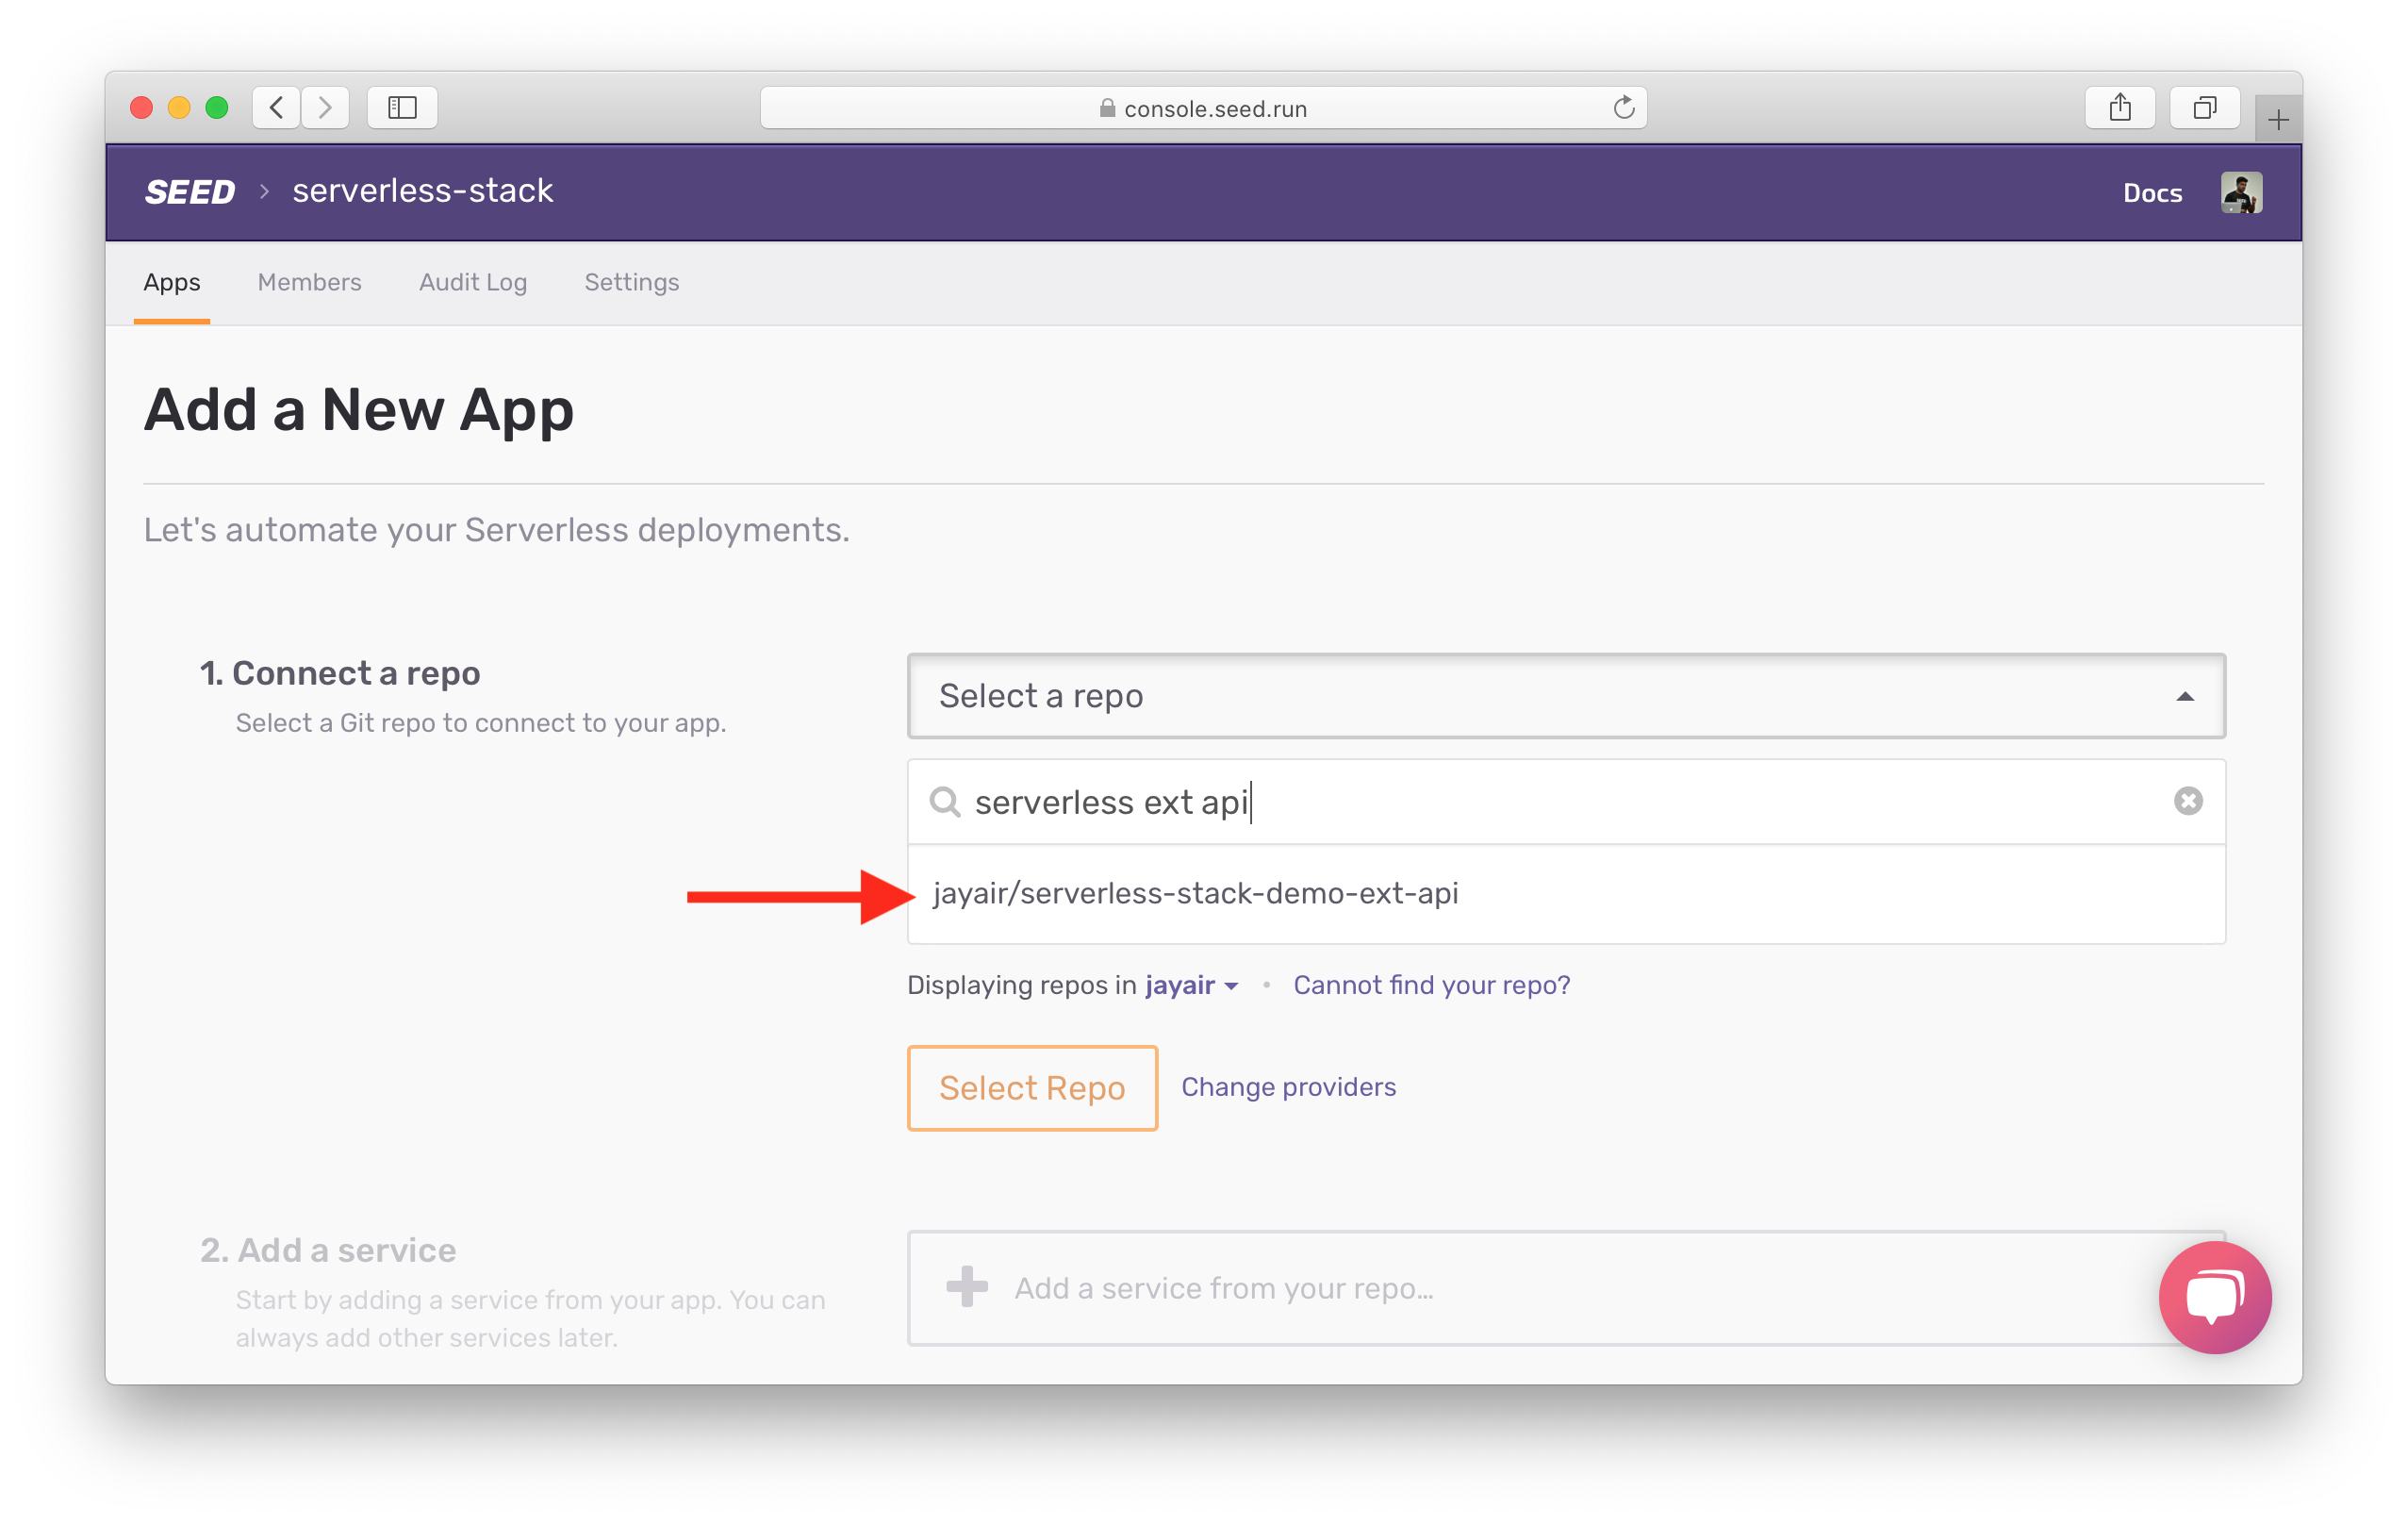 console.seed.run
SEED > serverless-stack
Docs
Apps Members Audit Log Settings
Add a New App
Let's automate your Serverless deployments.
1. Connect a repo
Select a Git repo to connect to your app.
Select a repo
serverless ext api
jayair/serverless-stack-demo-ext-api
Displaying repos in jayair • Cannot find your repo?
Select Repo Change providers
2. Add a service
Start by adding a service from your app. You can
always add other services later.
Add a service from your repo...